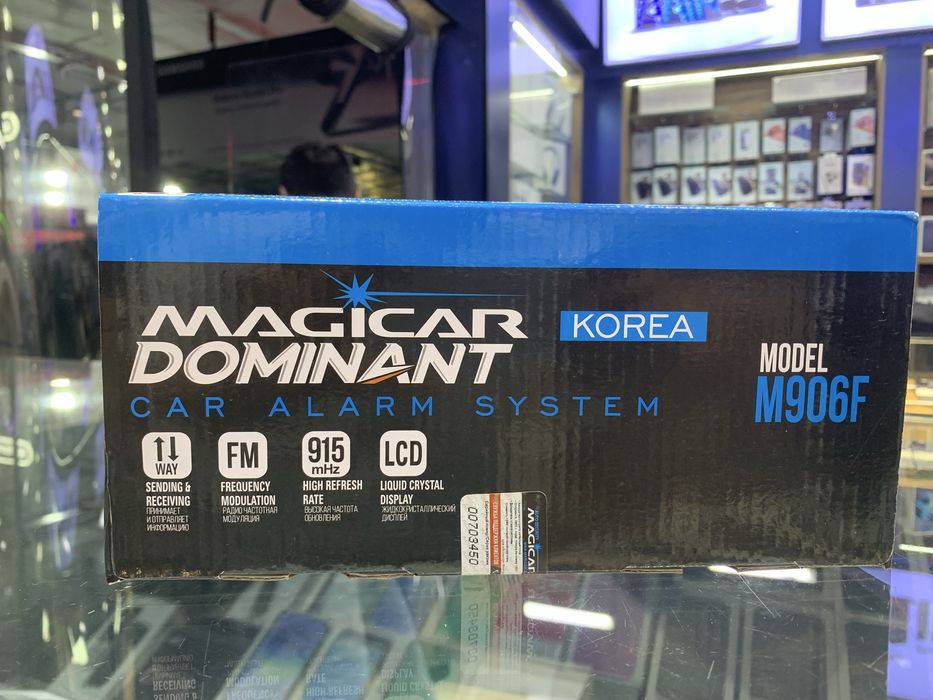 MAGICAR
DOMINANT
KOREA
CAR ALARM SYSTEM
MODEL
M906F
WAY
SENDING &
RECEIVING
ПРИНИМАЕТ
И ОТПРАВЛЯЕТ
ИНФОРМАЦИЮ
FM
FREQUENCY
MODULATION
РАДИО ЧАСТОТНАЯ
МОДУЛЯЦИЯ
915
mHz
HIGH REFRESH
RATE
ВЫСОКАЯ ЧАСТОТА
ОБНОВЛЕНИЯ
LCD
LIQUID CRYSTAL
DISPLAY
ЖИДКОКРИСТАЛЛИЧЕСКИЙ
ДИСПЛЕЙ
00703450
MAGICAR